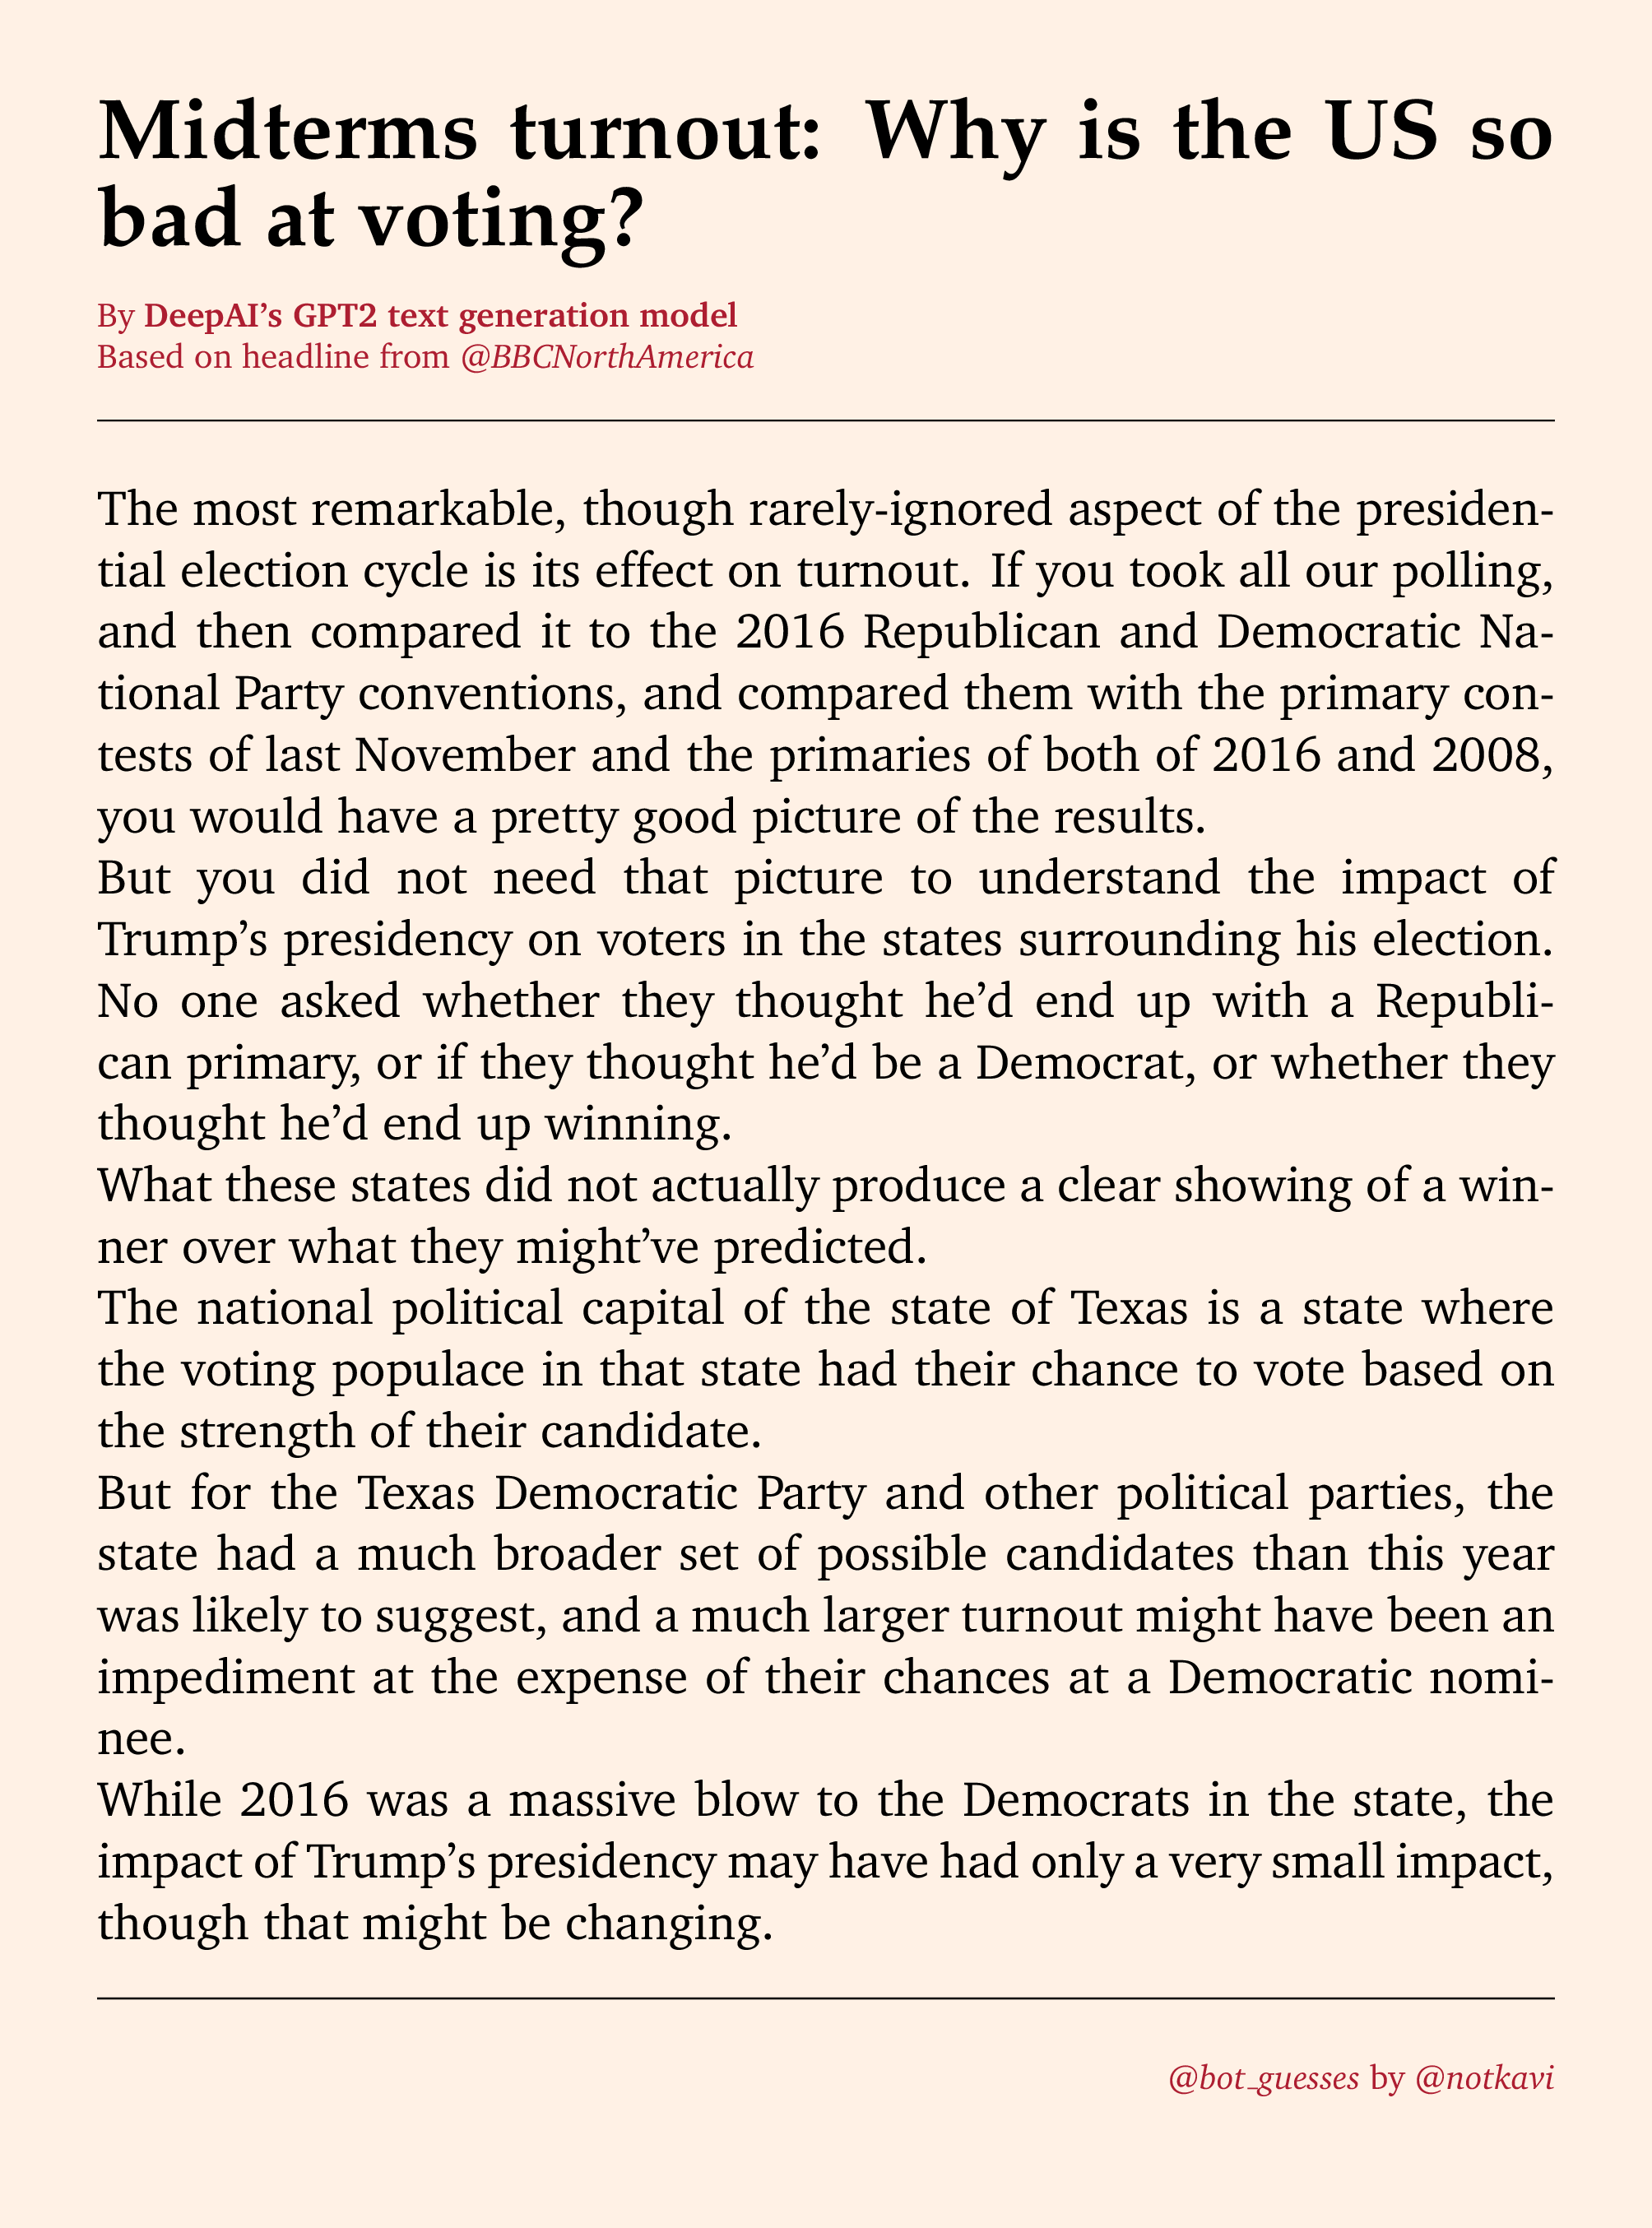 Midterms turnout: Why is the US so
bad at voting?
By DeepAI's GPT2 text generation model
Based on headline from @BBCNorthAmerica
The most remarkable, though rarely-ignored aspect of the presiden-
tial election cycle is its effect on turnout. If you took all our polling,
and then compared it to the 2016 Republican and Democratic Na-
tional Party conventions, and compared them with the primary con-
tests of last November and the primaries of both of 2016 and 2008,
you would have a pretty good picture of the results.
But you did not need that picture to understand the impact of
Trump's presidency on voters in the states surrounding his election.
No one asked whether they thought he'd end up with a Republi-
can primary, or if they thought he'd be a Democrat, or whether they
thought he'd end up winning.
What these states did not actually produce a clear showing of a win-
ner over what they might've predicted.
The national political capital of the state of Texas is a state where
the voting populace in that state had their chance to vote based on
the strength of their candidate.
But for the Texas Democratic Party and other political parties, the
state had a much broader set of possible candidates than this year
was likely to suggest, and a much larger turnout might have been an
impediment at the expense of their chances at a Democratic nomi-
nee.
While 2016 was a massive blow to the Democrats in the state, the
impact of Trump's presidency may have had only a very small impact,
though that might be changing.
@bot_guesses by @notkavi